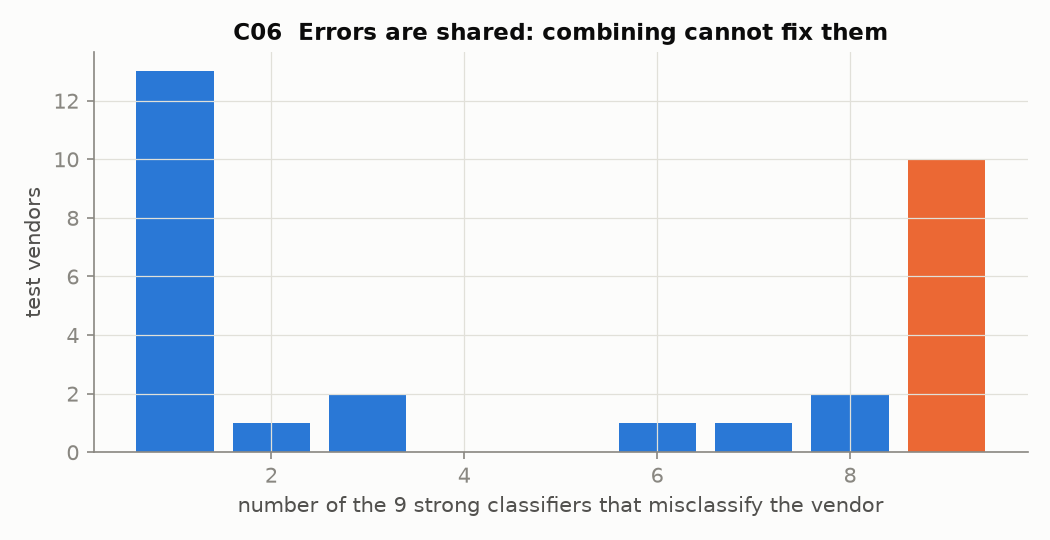 C06  Errors are shared: combining cannot fix them
test vendors
12
10
8
6
4
2
0
2 4 6 8
number of the 9 strong classifiers that misclassify the vendor